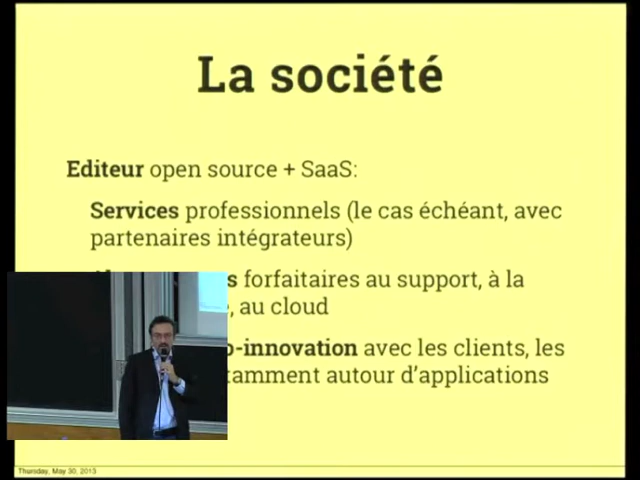 La société
Editeur open source + SaaS:
Services professionnels (le cas échéant, avec
partenaires intégrateurs)
forfaitaires au support, à la
, au cloud
o-innovation avec les clients, les
tamment autour d'applications
Thursday, May 30, 2013